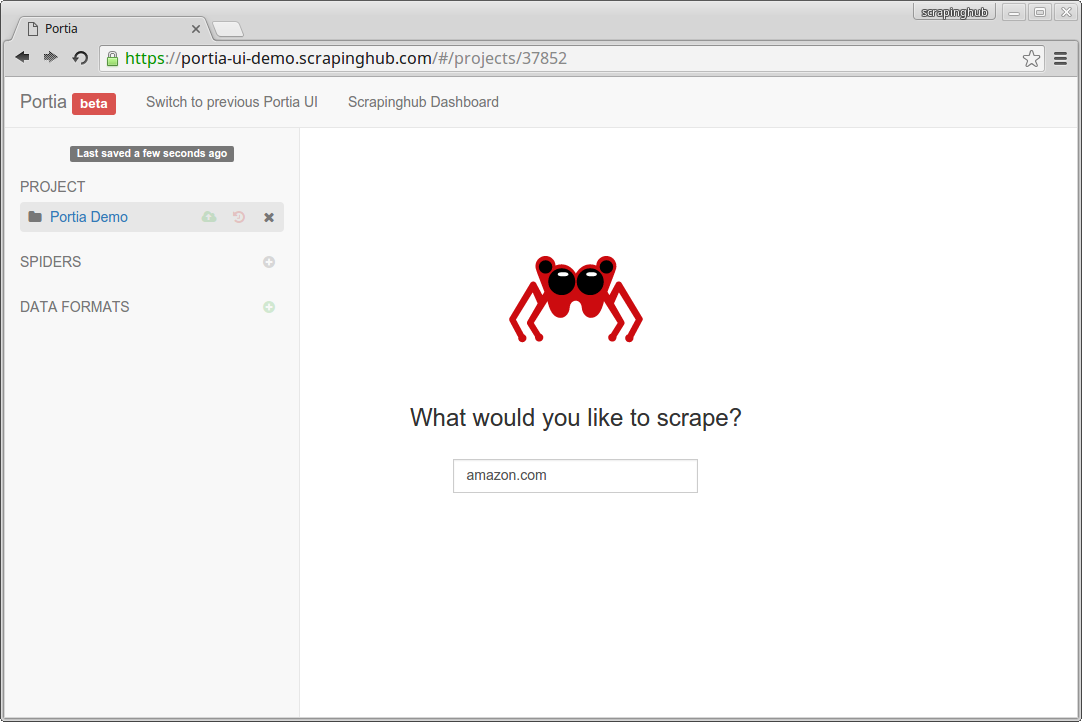 scrapinghub
Portia
https://portia-ui-demo.scrapinghub.com/#/projects/37852
Portia beta Switch to previous Portia UI Scrapinghub Dashboard
Last saved a few seconds ago
PROJECT
Portia Demo
SPIDERS
DATA FORMATS
What would you like to scrape?
amazon.com